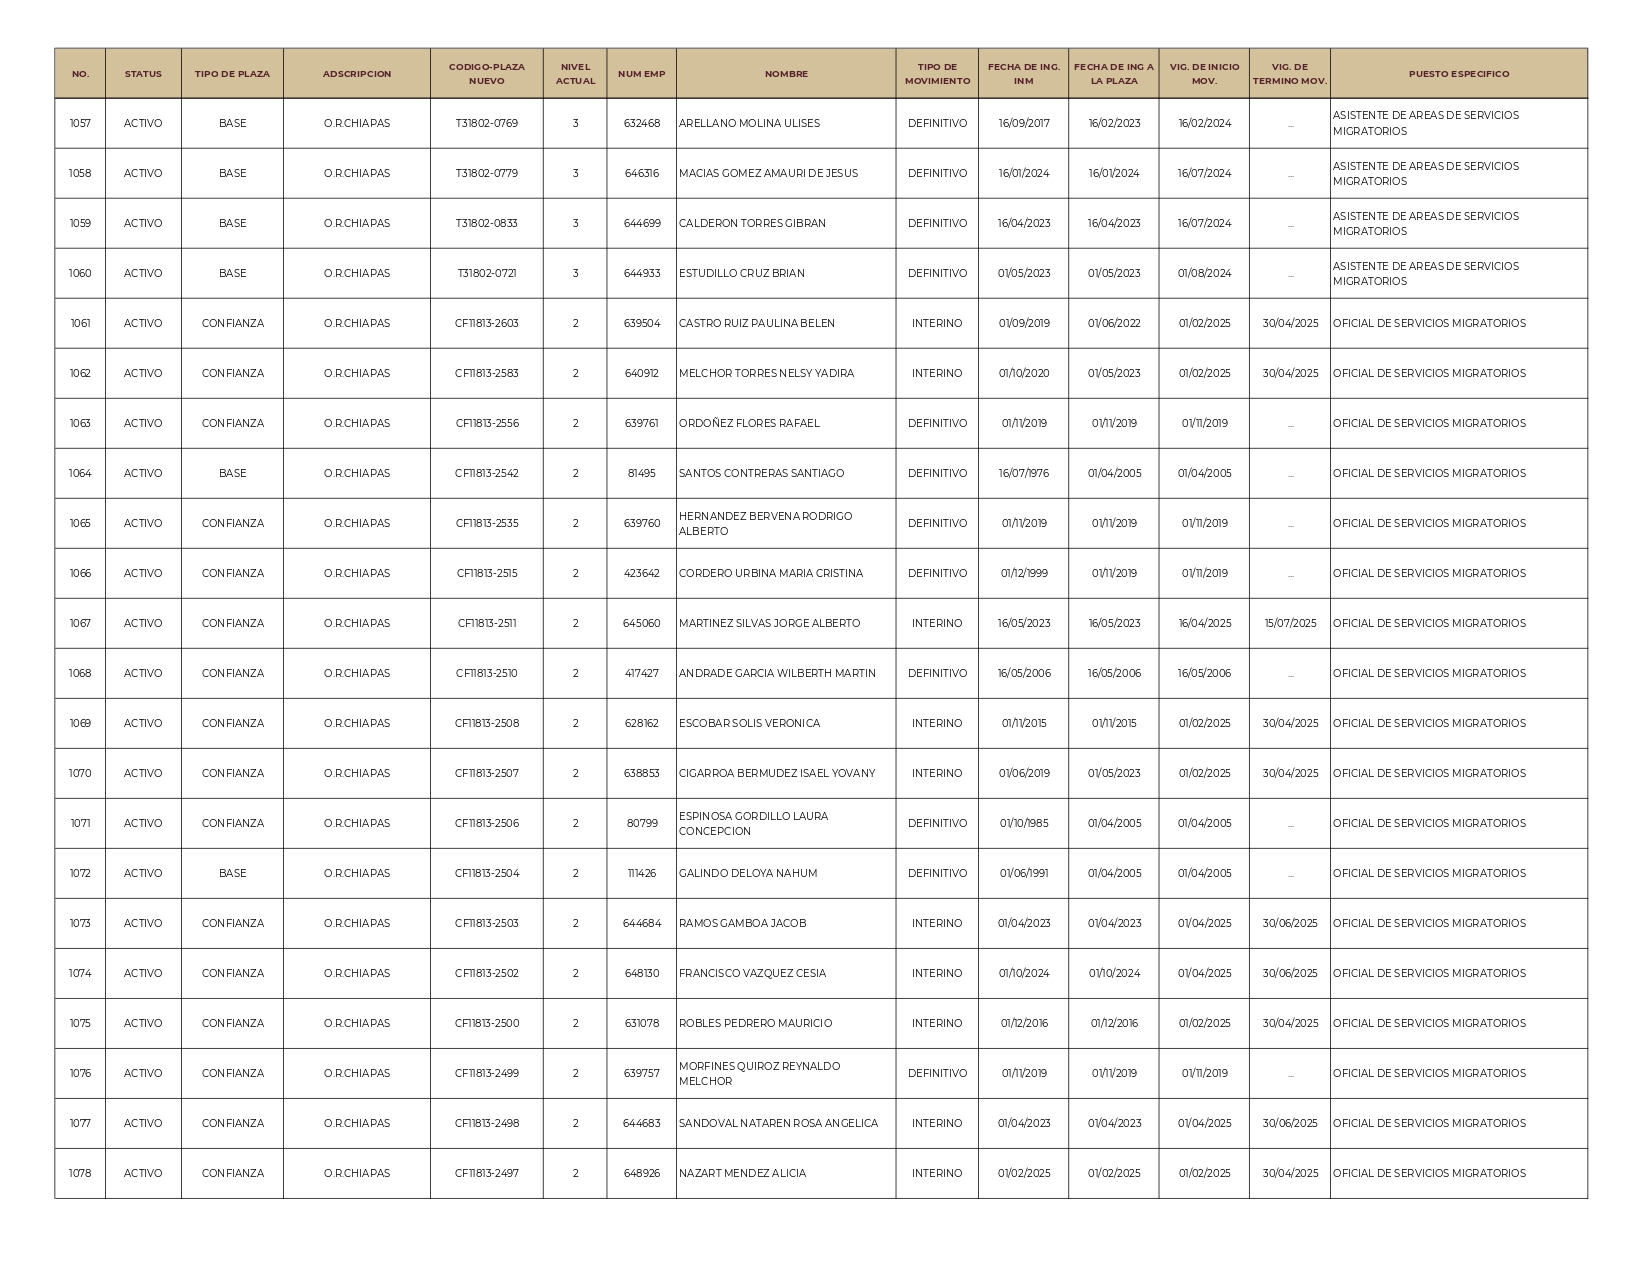 NO. STATUS TIPO DE PLAZA ADSCRIPCION CODIGO-PLAZA NUEVO NIVEL ACTUAL NUM EMP NOMBRE TIPO DE MOVIMIENTO FECHA DE ING. INM FECHA DE ING A LA PLAZA VIG. DE INICIO MOV. VIG. DE TERMINO MOV. PUESTO ESPECIFICO
1057 ACTIVO BASE O.R.CHIAPAS T31802-0769 3 632468 ARELLANO MOLINA ULISES DEFINITIVO 16/09/2017 16/02/2023 16/02/2024 ... ASISTENTE DE AREAS DE SERVICIOS MIGRATORIOS
1058 ACTIVO BASE O.R.CHIAPAS T31802-0779 3 646316 MACIAS GOMEZ AMAURI DE JESUS DEFINITIVO 16/01/2024 16/01/2024 16/07/2024 ... ASISTENTE DE AREAS DE SERVICIOS MIGRATORIOS
1059 ACTIVO BASE O.R.CHIAPAS T31802-0833 3 644699 CALDERON TORRES GIBRAN DEFINITIVO 16/04/2023 16/04/2023 16/07/2024 ... ASISTENTE DE AREAS DE SERVICIOS MIGRATORIOS
1060 ACTIVO BASE O.R.CHIAPAS T31802-0721 3 644933 ESTUDILLO CRUZ BRIAN DEFINITIVO 01/05/2023 01/05/2023 01/08/2024 ... ASISTENTE DE AREAS DE SERVICIOS MIGRATORIOS
1061 ACTIVO CONFIANZA O.R.CHIAPAS CF11813-2603 2 639504 CASTRO RUIZ PAULINA BELEN INTERINO 01/09/2019 01/06/2022 01/02/2025 30/04/2025 OFICIAL DE SERVICIOS MIGRATORIOS
1062 ACTIVO CONFIANZA O.R.CHIAPAS CF11813-2583 2 640912 MELCHOR TORRES NELSY YADIRA INTERINO 01/10/2020 01/05/2023 01/02/2025 30/04/2025 OFICIAL DE SERVICIOS MIGRATORIOS
1063 ACTIVO CONFIANZA O.R.CHIAPAS CF11813-2556 2 639761 ORDOÑEZ FLORES RAFAEL DEFINITIVO 01/11/2019 01/11/2019 01/11/2019 ... OFICIAL DE SERVICIOS MIGRATORIOS
1064 ACTIVO BASE O.R.CHIAPAS CF11813-2542 2 81495 SANTOS CONTRERAS SANTIAGO DEFINITIVO 16/07/1976 01/04/2005 01/04/2005 ... OFICIAL DE SERVICIOS MIGRATORIOS
1065 ACTIVO CONFIANZA O.R.CHIAPAS CF11813-2535 2 639760 HERNANDEZ BERVENA RODRIGO ALBERTO DEFINITIVO 01/11/2019 01/11/2019 01/11/2019 ... OFICIAL DE SERVICIOS MIGRATORIOS
1066 ACTIVO CONFIANZA O.R.CHIAPAS CF11813-2515 2 423642 CORDERO URBINA MARIA CRISTINA DEFINITIVO 01/12/1999 01/11/2019 01/11/2019 ... OFICIAL DE SERVICIOS MIGRATORIOS
1067 ACTIVO CONFIANZA O.R.CHIAPAS CF11813-2511 2 645060 MARTINEZ SILVAS JORGE ALBERTO INTERINO 16/05/2023 16/05/2023 16/04/2025 15/07/2025 OFICIAL DE SERVICIOS MIGRATORIOS
1068 ACTIVO CONFIANZA O.R.CHIAPAS CF11813-2510 2 417427 ANDRADE GARCIA WILBERTH MARTIN DEFINITIVO 16/05/2006 16/05/2006 16/05/2006 ... OFICIAL DE SERVICIOS MIGRATORIOS
1069 ACTIVO CONFIANZA O.R.CHIAPAS CF11813-2508 2 628162 ESCOBAR SOLIS VERONICA INTERINO 01/11/2015 01/11/2015 01/02/2025 30/04/2025 OFICIAL DE SERVICIOS MIGRATORIOS
1070 ACTIVO CONFIANZA O.R.CHIAPAS CF11813-2507 2 638853 CIGARROA BERMUDEZ ISAEL YOVANY INTERINO 01/06/2019 01/05/2023 01/02/2025 30/04/2025 OFICIAL DE SERVICIOS MIGRATORIOS
1071 ACTIVO CONFIANZA O.R.CHIAPAS CF11813-2506 2 80799 ESPINOSA GORDILLO LAURA CONCEPCION DEFINITIVO 01/10/1985 01/04/2005 01/04/2005 ... OFICIAL DE SERVICIOS MIGRATORIOS
1072 ACTIVO BASE O.R.CHIAPAS CF11813-2504 2 111426 GALINDO DELOYA NAHUM DEFINITIVO 01/06/1991 01/04/2005 01/04/2005 ... OFICIAL DE SERVICIOS MIGRATORIOS
1073 ACTIVO CONFIANZA O.R.CHIAPAS CF11813-2503 2 644684 RAMOS GAMBOA JACOB INTERINO 01/04/2023 01/04/2023 01/04/2025 30/06/2025 OFICIAL DE SERVICIOS MIGRATORIOS
1074 ACTIVO CONFIANZA O.R.CHIAPAS CF11813-2502 2 648130 FRANCISCO VAZQUEZ CESIA INTERINO 01/10/2024 01/10/2024 01/04/2025 30/06/2025 OFICIAL DE SERVICIOS MIGRATORIOS
1075 ACTIVO CONFIANZA O.R.CHIAPAS CF11813-2500 2 631078 ROBLES PEDRERO MAURICIO INTERINO 01/12/2016 01/12/2016 01/02/2025 30/04/2025 OFICIAL DE SERVICIOS MIGRATORIOS
1076 ACTIVO CONFIANZA O.R.CHIAPAS CF11813-2499 2 639757 MORFINES QUIROZ REYNALDO MELCHOR DEFINITIVO 01/11/2019 01/11/2019 01/11/2019 ... OFICIAL DE SERVICIOS MIGRATORIOS
1077 ACTIVO CONFIANZA O.R.CHIAPAS CF11813-2498 2 644683 SANDOVAL NATAREN ROSA ANGELICA INTERINO 01/04/2023 01/04/2023 01/04/2025 30/06/2025 OFICIAL DE SERVICIOS MIGRATORIOS
1078 ACTIVO CONFIANZA O.R.CHIAPAS CF11813-2497 2 648926 NAZART MENDEZ ALICIA INTERINO 01/02/2025 01/02/2025 01/02/2025 30/04/2025 OFICIAL DE SERVICIOS MIGRATORIOS